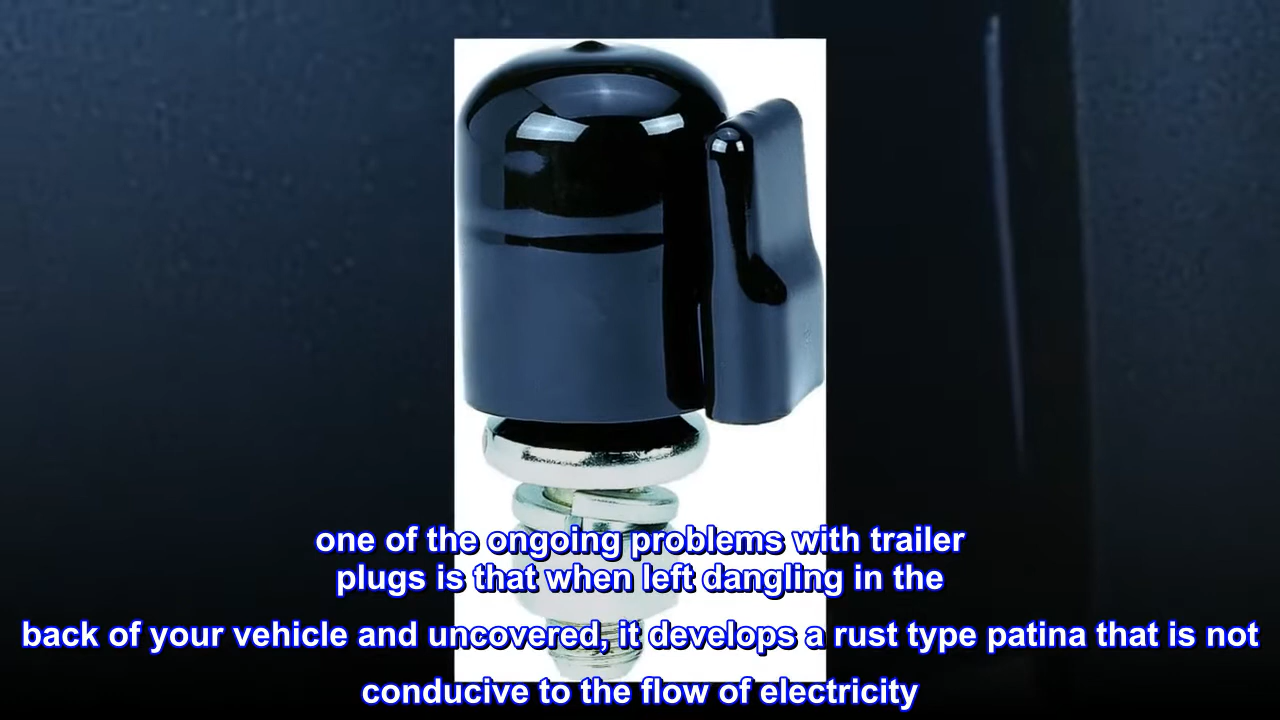 one of the ongoing problems with trailer
plugs is that when left dangling in the
back of your vehicle and uncovered, it develops a rust type patina that is not
conducive to the flow of electricity